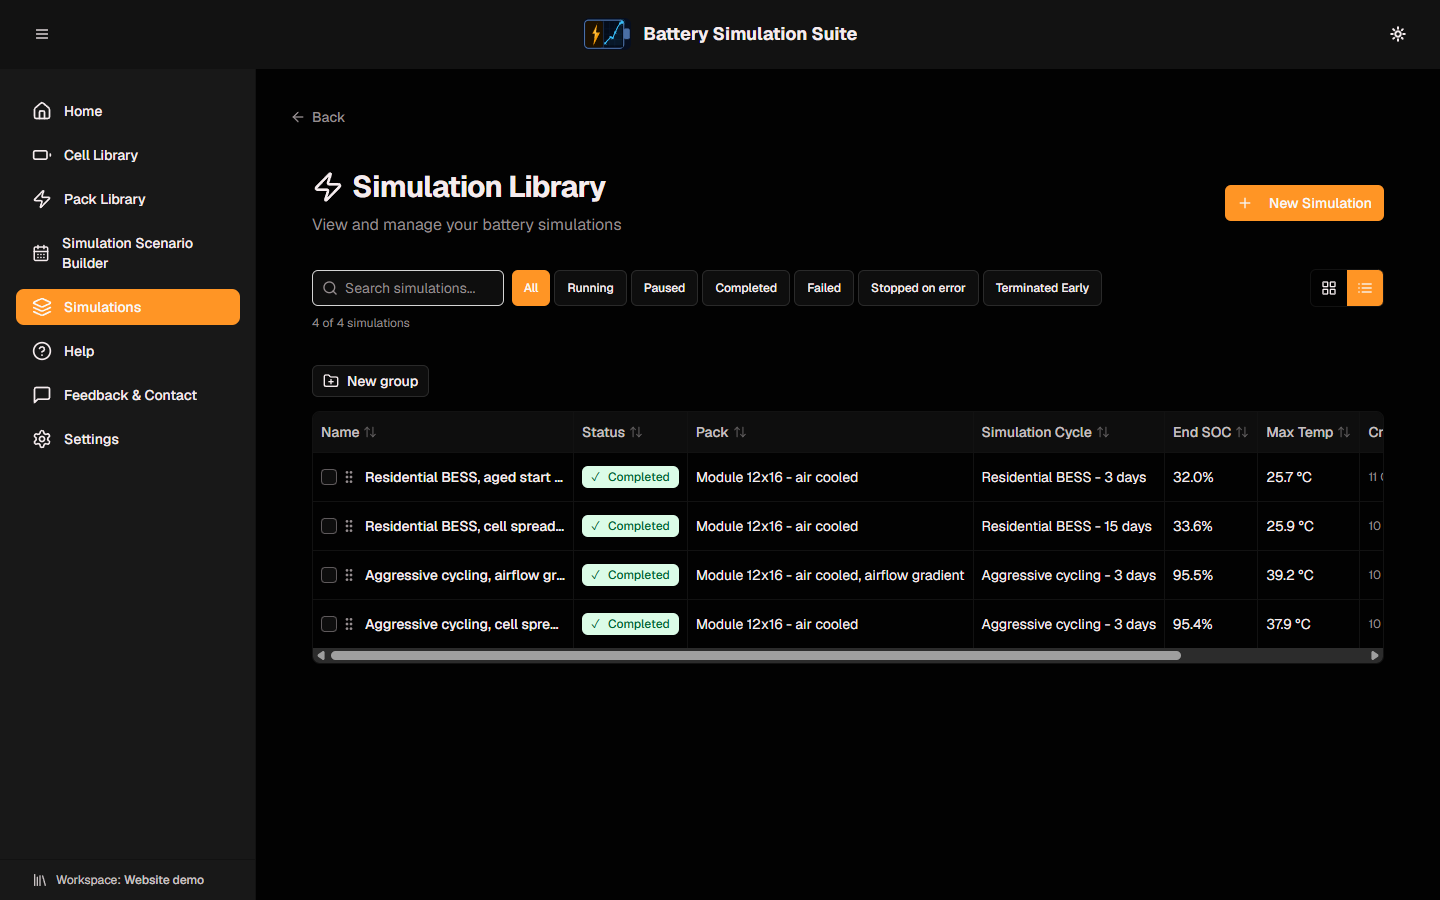 Battery Simulation Suite
Home
Cell Library
Pack Library
Simulation Scenario
Builder
Simulations
Help
Feedback & Contact
Settings
Workspace: Website demo
Back
Simulation Library
View and manage your battery simulations
New Simulation
Search simulations...
All
Running
Paused
Completed
Failed
Stopped on error
Terminated Early
4 of 4 simulations
New group
Name Status Pack Simulation Cycle End SOC Max Temp Cr
Residential BESS, aged start ... Completed Module 12x16 - air cooled Residential BESS - 3 days 32.0% 25.7 °C 11
Residential BESS, cell spread... Completed Module 12x16 - air cooled Residential BESS - 15 days 33.6% 25.9 °C 10
Aggressive cycling, airflow gr... Completed Module 12x16 - air cooled, airflow gradient Aggressive cycling - 3 days 95.5% 39.2 °C 10
Aggressive cycling, cell spre... Completed Module 12x16 - air cooled Aggressive cycling - 3 days 95.4% 37.9 °C 10